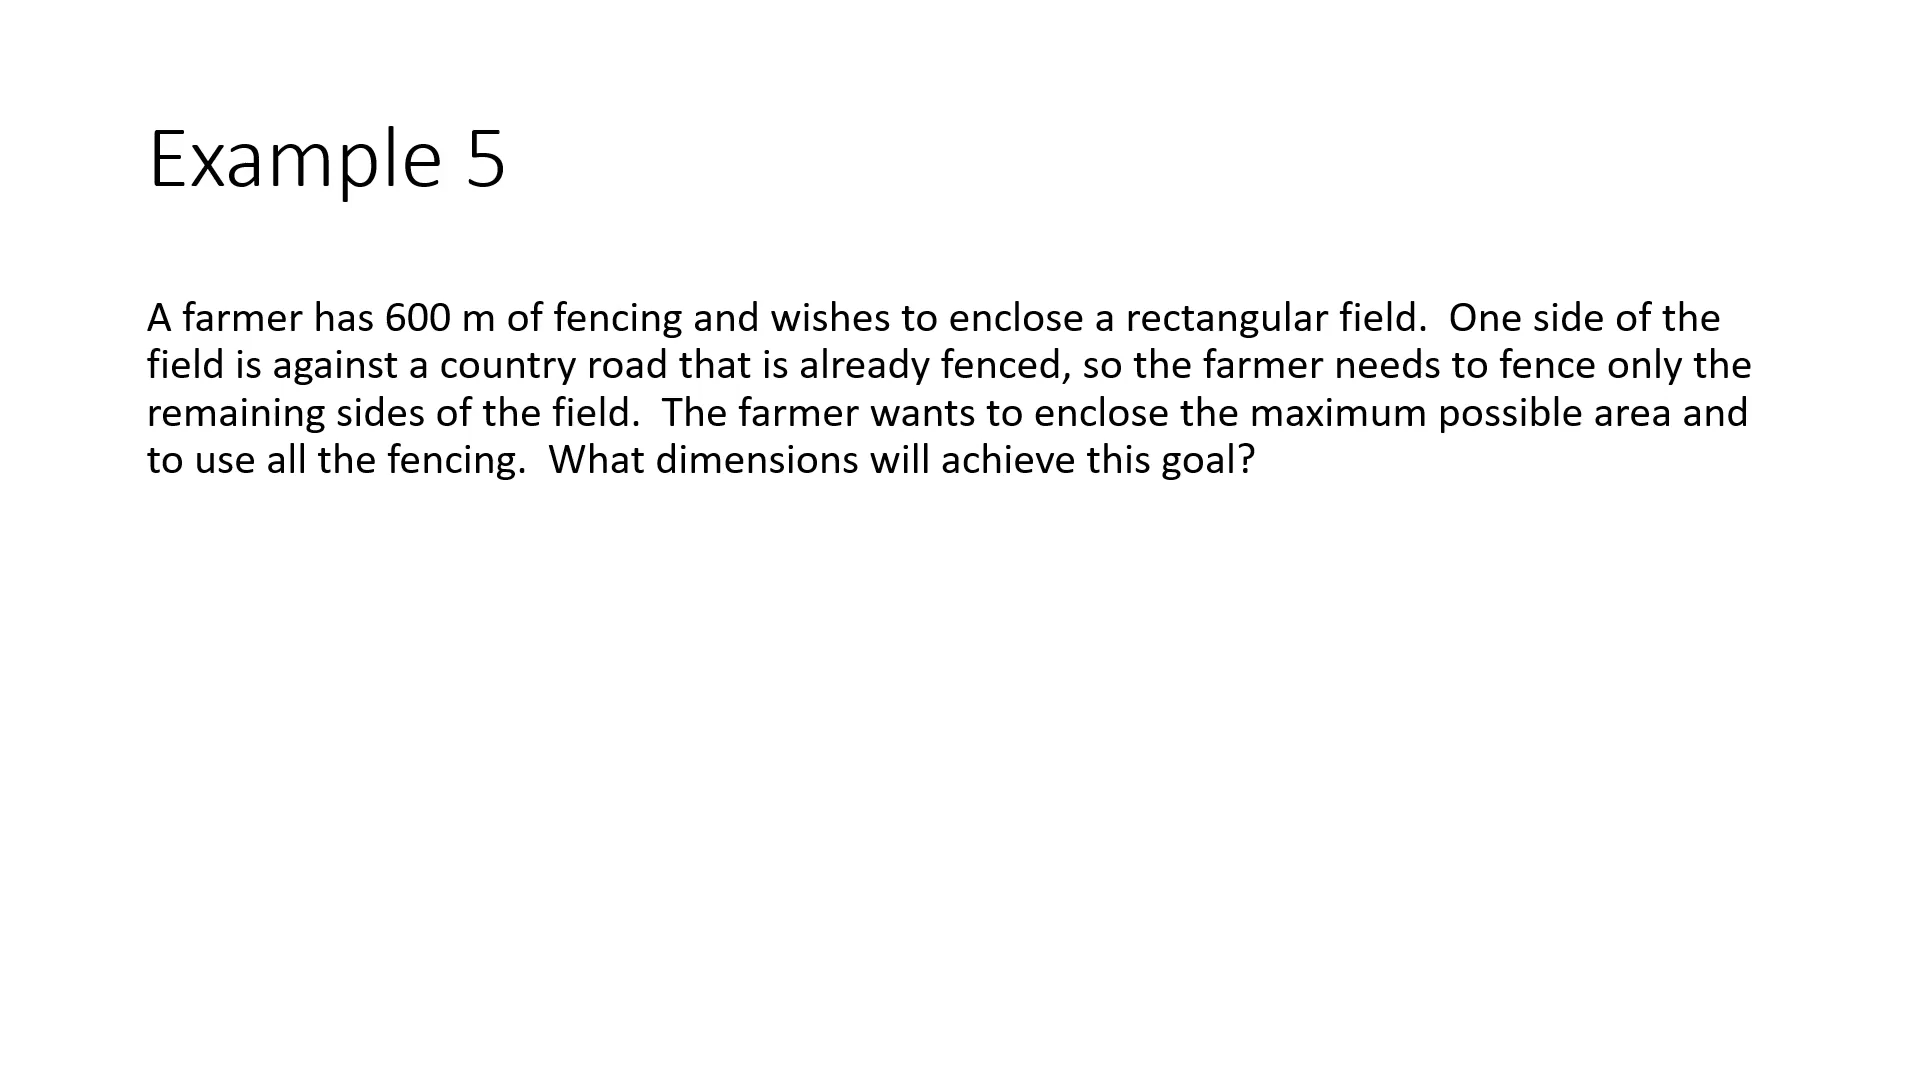 Example 5
A farmer has 600 m of fencing and wishes to enclose a rectangular field.  One side of the
field is against a country road that is already fenced, so the farmer needs to fence only the
remaining sides of the field.  The farmer wants to enclose the maximum possible area and
to use all the fencing.  What dimensions will achieve this goal?